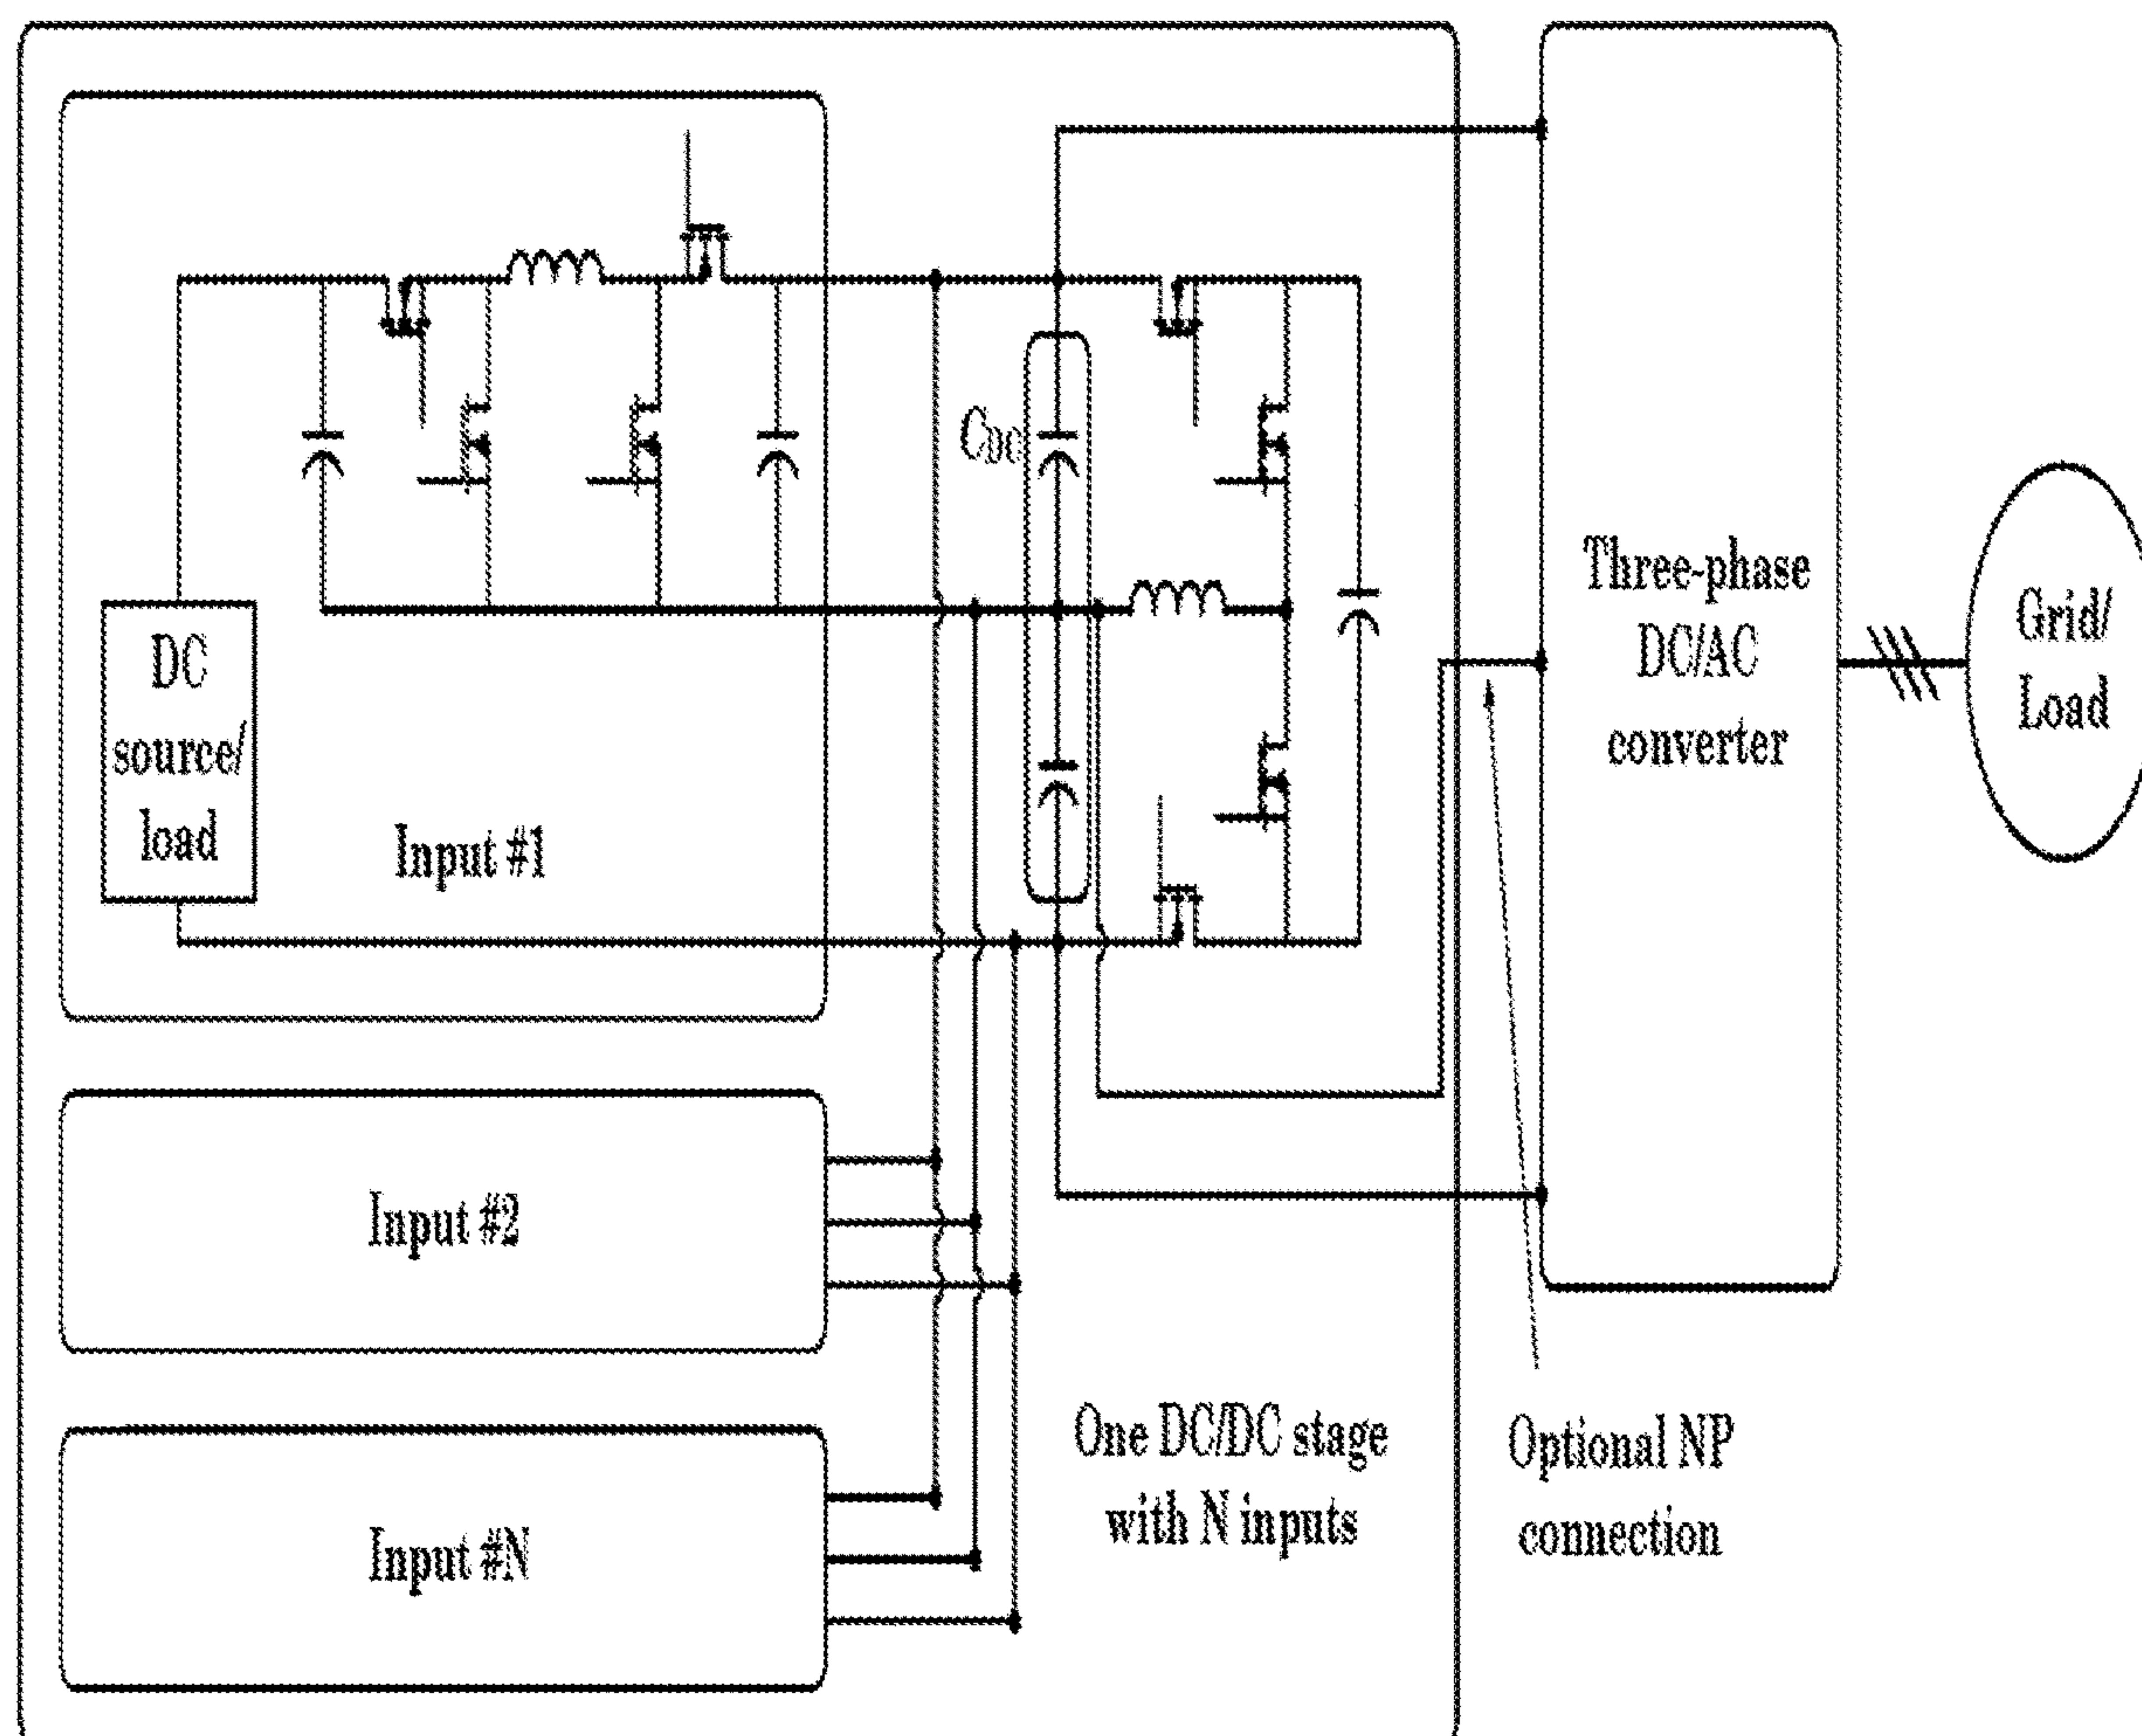 C_DC
DC
source/
load
Input #1
Three-phase
DC/AC
converter
Grid/
Load
Input #2
One DC/DC stage
with N inputs
Optional NP
connection
Input #N